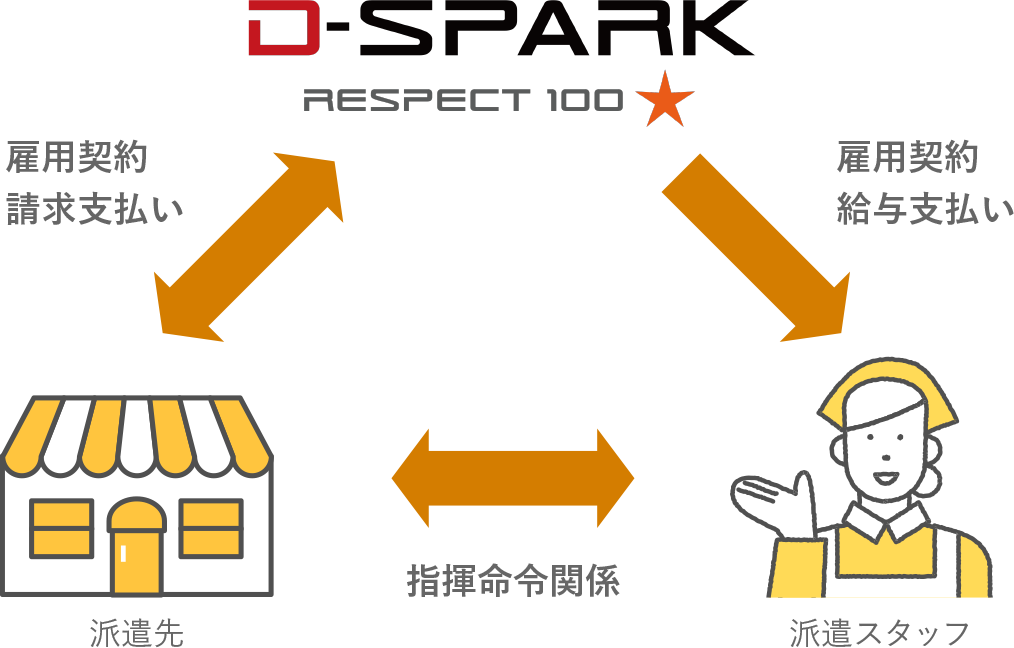 D-SPARK
RESPECT 100
雇用契約
請求支払い
雇用契約
給与支払い
指揮命令関係
派遣先
派遣スタッフ